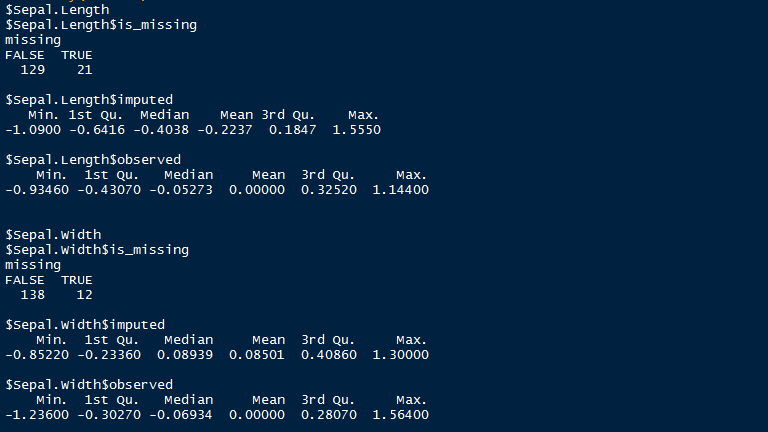 $Sepal.Length
$Sepal.Length$is_missing
missing
FALSE  TRUE
  129    21

$Sepal.Length$imputed
   Min. 1st Qu.  Median    Mean 3rd Qu.    Max.
-1.0900 -0.6416 -0.4038 -0.2237  0.1847  1.5550

$Sepal.Length$observed
    Min.  1st Qu.   Median     Mean  3rd Qu.     Max.
-0.93460 -0.43070 -0.05273  0.00000  0.32520  1.14400


$Sepal.Width
$Sepal.Width$is_missing
missing
FALSE  TRUE
  138    12

$Sepal.Width$imputed
    Min.  1st Qu.   Median     Mean  3rd Qu.     Max.
-0.85220 -0.23360  0.08939  0.08501  0.40860  1.30000

$Sepal.Width$observed
    Min.  1st Qu.   Median     Mean  3rd Qu.     Max.
-1.23600 -0.30270 -0.06934  0.00000  0.28070  1.56400